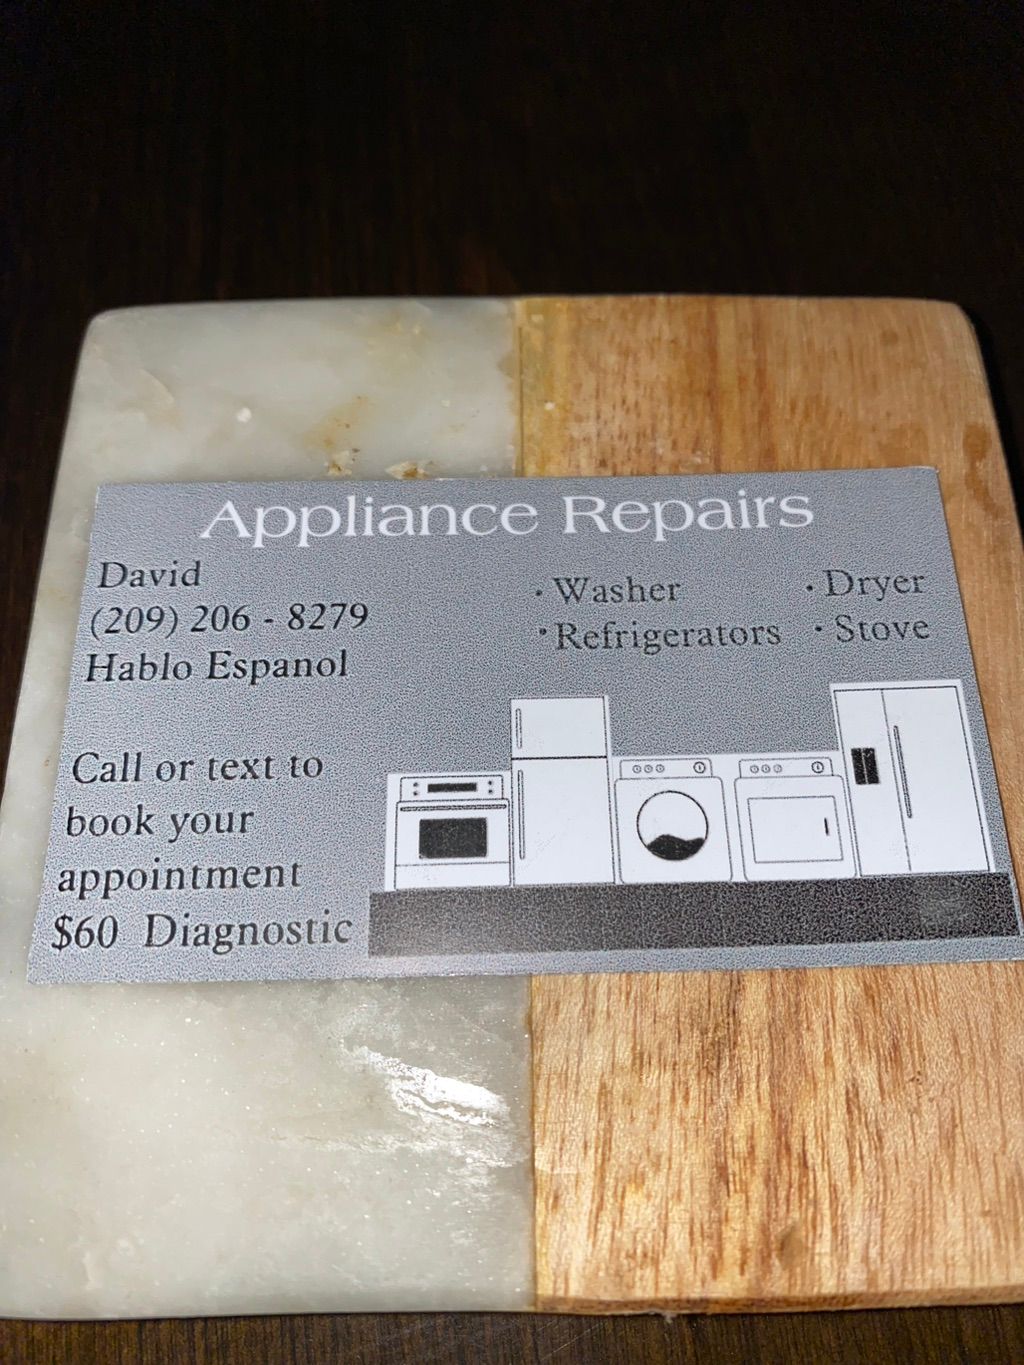 Appliance Repairs
David
(209) 206 - 8279
Hablo Espanol
Call or text to
book your
appointment
$60 Diagnostic
· Washer · Dryer
· Refrigerators · Stove